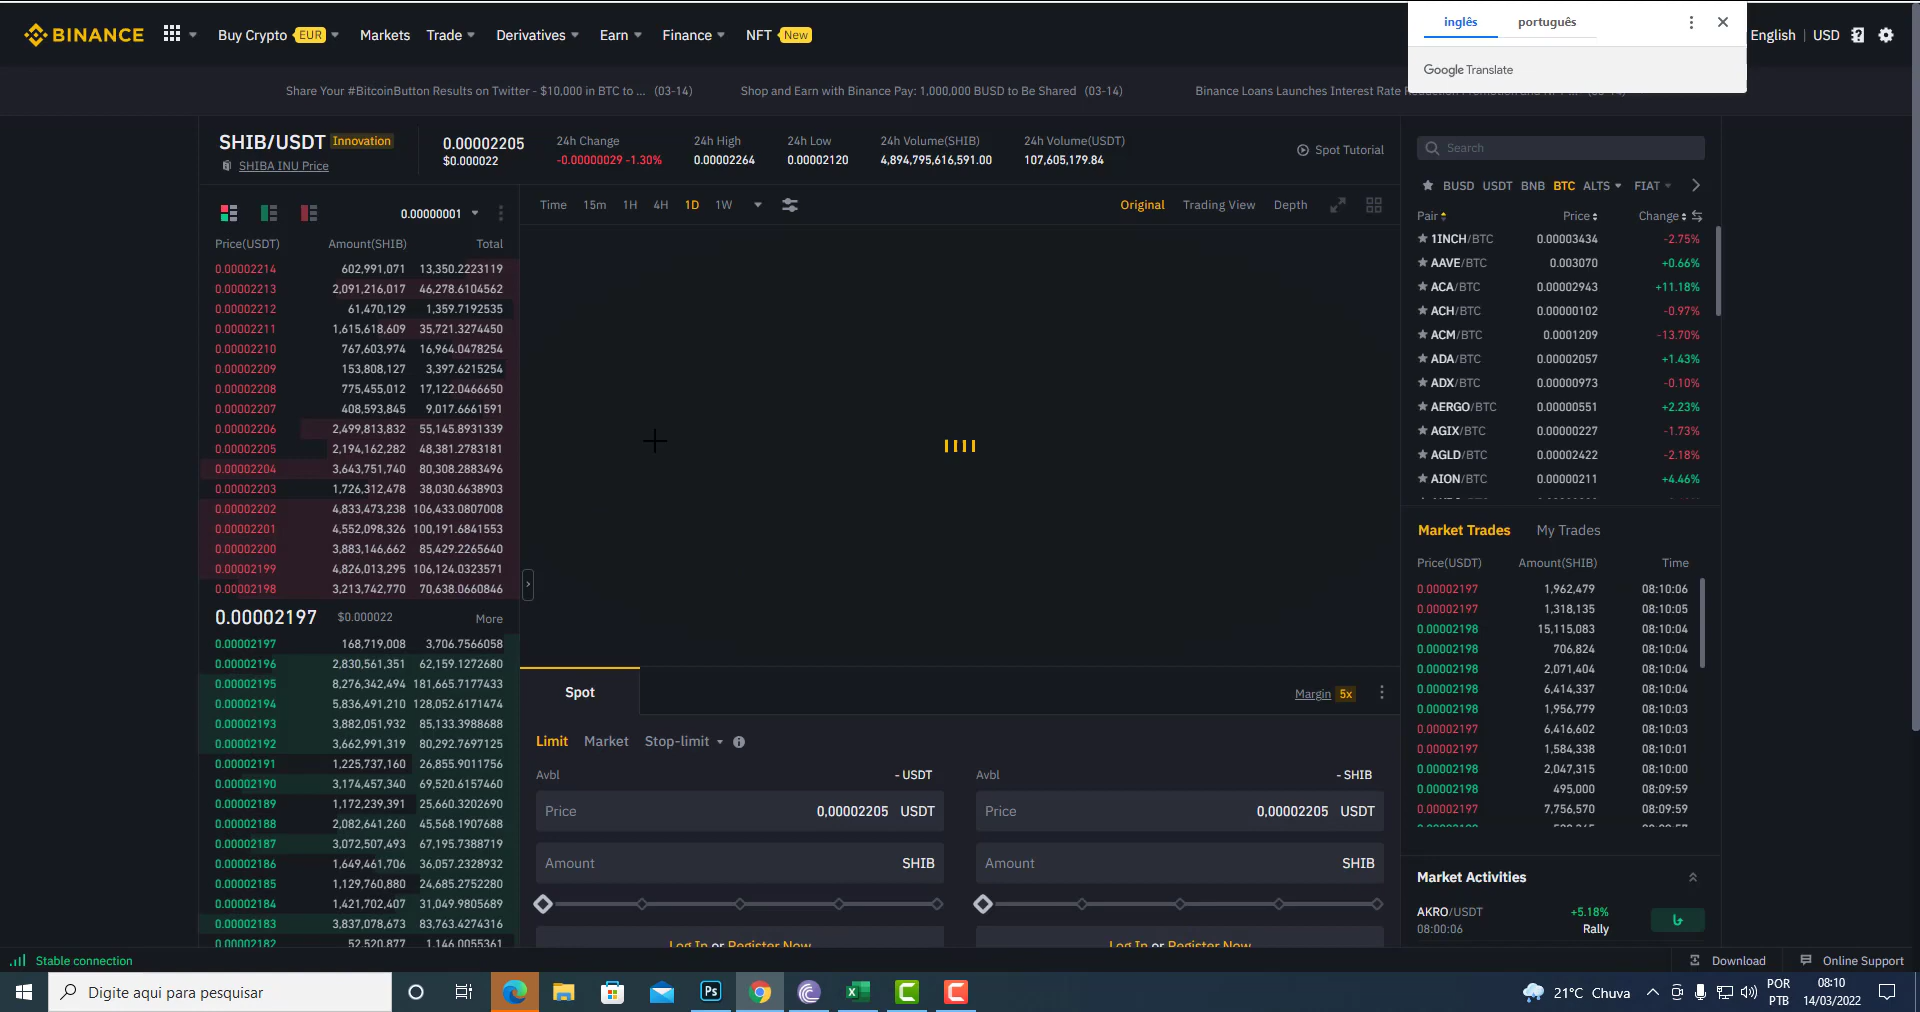 BINANCE Buy Crypto EUR Markets Trade Derivatives Earn Finance NFT New
inglês português
English | USD
Google Translate
Share Your #BitcoinButton Results on Twitter - $10,000 in BTC to ... (03-14) Shop and Earn with Binance Pay: 1,000,000 BUSD to Be Shared (03-14) Binance Loans Launches Interest Rate
SHIB/USDT Innovation
SHIBA INU Price
0.00002205
$0.000022
24h Change
-0.00000029 -1.30%
24h High
0.00002264
24h Low
0.00002120
24h Volume(SHIB)
4,894,795,616,591.00
24h Volume(USDT)
107,605,179.84
Spot Tutorial
0.00000001
Price(USDT) Amount(SHIB) Total
0.00002214 602,991,071 13,350.2223119
0.00002213 2,091,216,017 46,278.6104562
0.00002212 61,470,129 1,359.7192535
0.00002211 1,615,618,609 35,721.3274450
0.00002210 767,603,974 16,964.0478254
0.00002209 153,808,127 3,397.6215254
0.00002208 775,455,012 17,122.0466650
0.00002207 408,593,845 9,017.6661591
0.00002206 2,499,813,832 55,145.8931339
0.00002205 2,194,162,282 48,381.2783181
0.00002204 3,643,751,740 80,308.2883496
0.00002203 1,726,312,478 38,030.6638903
0.00002202 4,833,473,238 106,433.0807008
0.00002201 4,552,098,326 100,191.6841553
0.00002200 3,883,146,662 85,429.2265640
0.00002199 4,826,013,295 106,124.0323571
0.00002198 3,213,742,770 70,638.0660846
0.00002197 $0.000022 More
0.00002197 168,719,008 3,706.7566058
0.00002196 2,830,561,351 62,159.1272680
0.00002195 8,276,342,494 181,665.7177433
0.00002194 5,836,491,210 128,052.6171474
0.00002193 3,882,051,932 85,133.3988688
0.00002192 3,662,991,319 80,292.7697125
0.00002191 1,225,737,160 26,855.9011756
0.00002190 3,174,457,340 69,520.6157460
0.00002189 1,172,239,391 25,660.3202690
0.00002188 2,082,641,260 45,568.1907688
0.00002187 3,072,507,493 67,195.7388719
0.00002186 1,649,461,706 36,057.2328932
0.00002185 1,129,760,880 24,685.2752280
0.00002184 1,421,702,407 31,049.9805689
0.00002183 3,837,078,673 83,763.4274316
0.00002182 52,520,877 1,146.0055361
Time 15m 1H 4H 1D 1W Original Trading View Depth
Spot Margin 5x
Limit Market Stop-limit
Avbl - USDT
Price 0,00002205 USDT
Amount SHIB
Log In or Register Now
Avbl - SHIB
Price 0,00002205 USDT
Amount SHIB
Log In or Register Now
Search
BUSD USDT BNB BTC ALTS FIAT
Pair Price Change
1INCH/BTC 0.00003434 -2.75%
AAVE/BTC 0.003070 +0.66%
ACA/BTC 0.00002943 +11.18%
ACH/BTC 0.00000102 -0.97%
ACM/BTC 0.0001209 -13.70%
ADA/BTC 0.00002057 +1.43%
ADX/BTC 0.00000973 -0.10%
AERGO/BTC 0.00000551 +2.23%
AGIX/BTC 0.00000227 -1.73%
AGLD/BTC 0.00002422 -2.18%
AION/BTC 0.00000211 +4.46%
Market Trades My Trades
Price(USDT) Amount(SHIB) Time
0.00002197 1,962,479 08:10:06
0.00002197 1,318,135 08:10:05
0.00002198 15,115,083 08:10:04
0.00002198 706,824 08:10:04
0.00002198 2,071,404 08:10:04
0.00002198 6,414,337 08:10:04
0.00002198 1,956,779 08:10:03
0.00002197 6,416,602 08:10:03
0.00002197 1,584,338 08:10:01
0.00002198 2,047,315 08:10:00
0.00002198 495,000 08:09:59
0.00002197 7,756,570 08:09:59
Market Activities
AKRO/USDT +5.18%
08:00:06 Rally
Stable connection Download Online Support
Digite aqui para pesquisar Ps 21°C Chuva
POR
PTB
08:10
14/03/2022